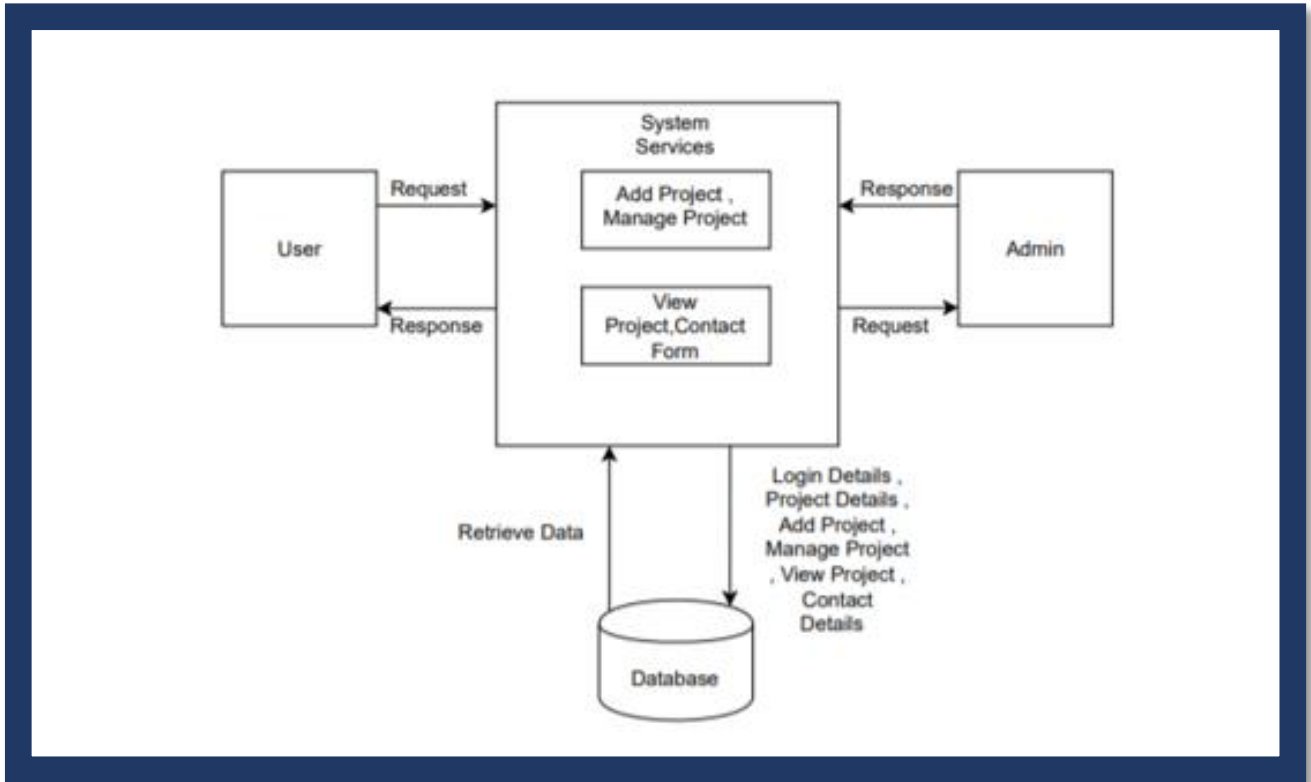 System
Services
Request
Add Project ,
Manage Project
Response
User
Admin
View
Project,Contact
Form
Response
Request
Login Details ,
Project Details ,
Add Project ,
Manage Project
, View Project ,
Contact
Details
Retrieve Data
Database